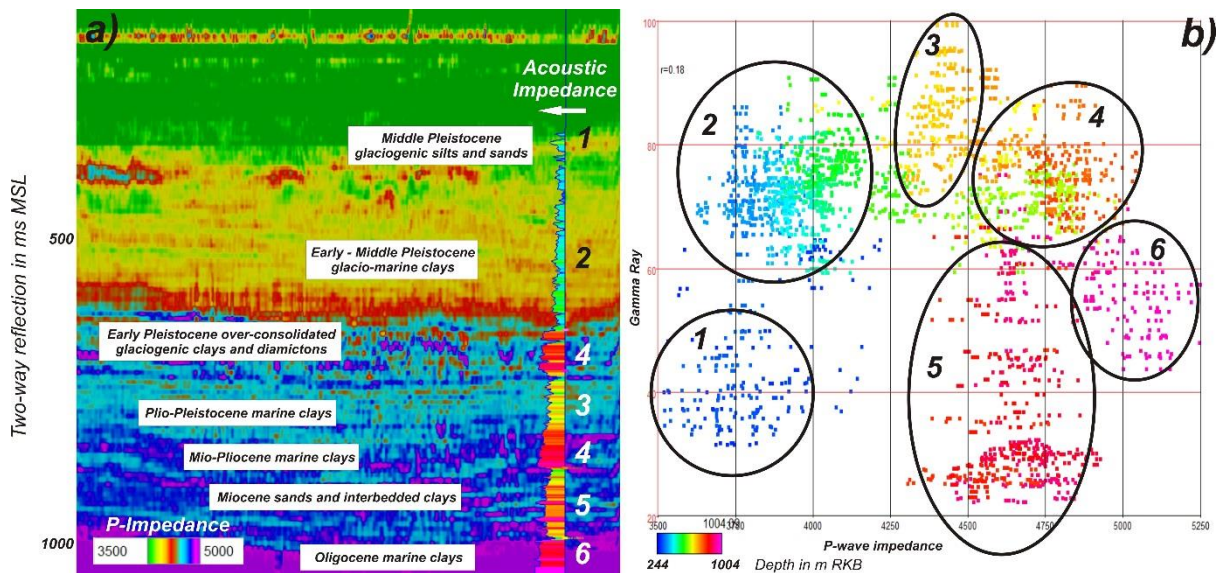 a)
Acoustic
Impedance
Middle Pleistocene
glaciogenic silts and sands
1
500
Early - Middle Pleistocene
glacio-marine clays
2
Early Pleistocene over-consolidated
glaciogenic clays and diamictons
4
Plio-Pleistocene marine clays
3
Mio-Pliocene marine clays
4
Miocene sands and interbedded clays
5
P-Impedance
3500
5000
1000
Oligocene marine clays
6
Two-way reflection in ms MSL
b)
100
r=0.18
80
60
40
20
Gamma Ray
1
2
3
4
5
6
3500
3750
4000
4250
4500
4750
5000
5250
1004.09
P-wave impedance
244
1004
Depth in m RKB